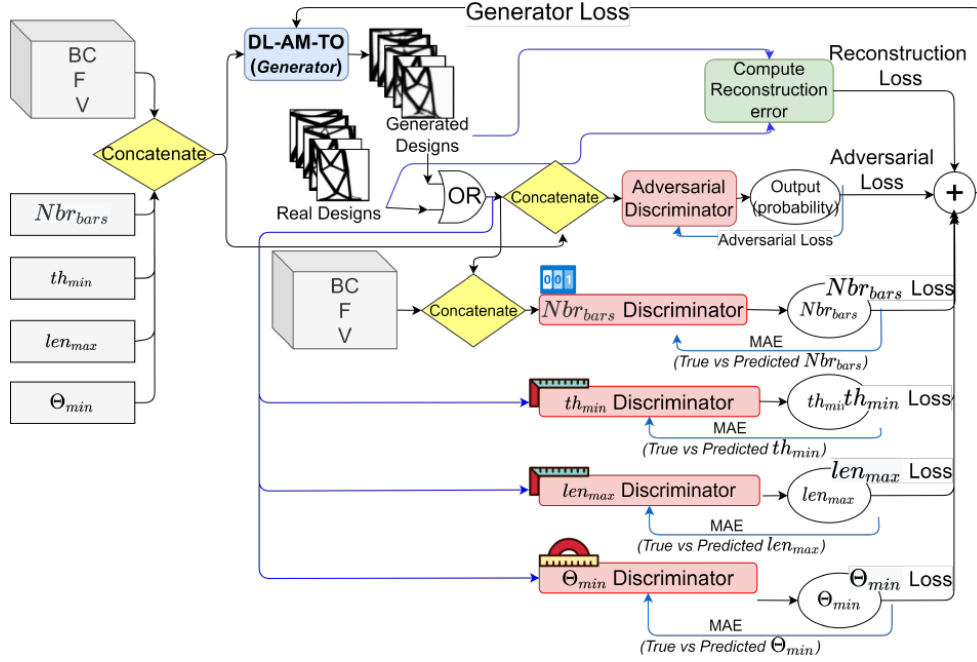 Generator Loss
BC
F
V
DL-AM-TO
(Generator)
Concatenate
Nbr_bars
th_min
len_max
Θ_min
Generated
Designs
Real Designs
OR
Concatenate
Compute
Reconstruction
error
Reconstruction
Loss
Adversarial
Discriminator
Output
(probability)
Adversarial
Loss
Adversarial Loss
+
BC
F
V
Concatenate
001
Nbr_bars Discriminator
Nbr_bars
Nbr_bars Loss
MAE
(True vs Predicted Nbr_bars)
th_min Discriminator
th_min
th_min Loss
MAE
(True vs Predicted th_min)
len_max Discriminator
len_max
len_max Loss
MAE
(True vs Predicted len_max)
Θ_min Discriminator
Θ_min
Θ_min Loss
MAE
(True vs Predicted Θ_min)